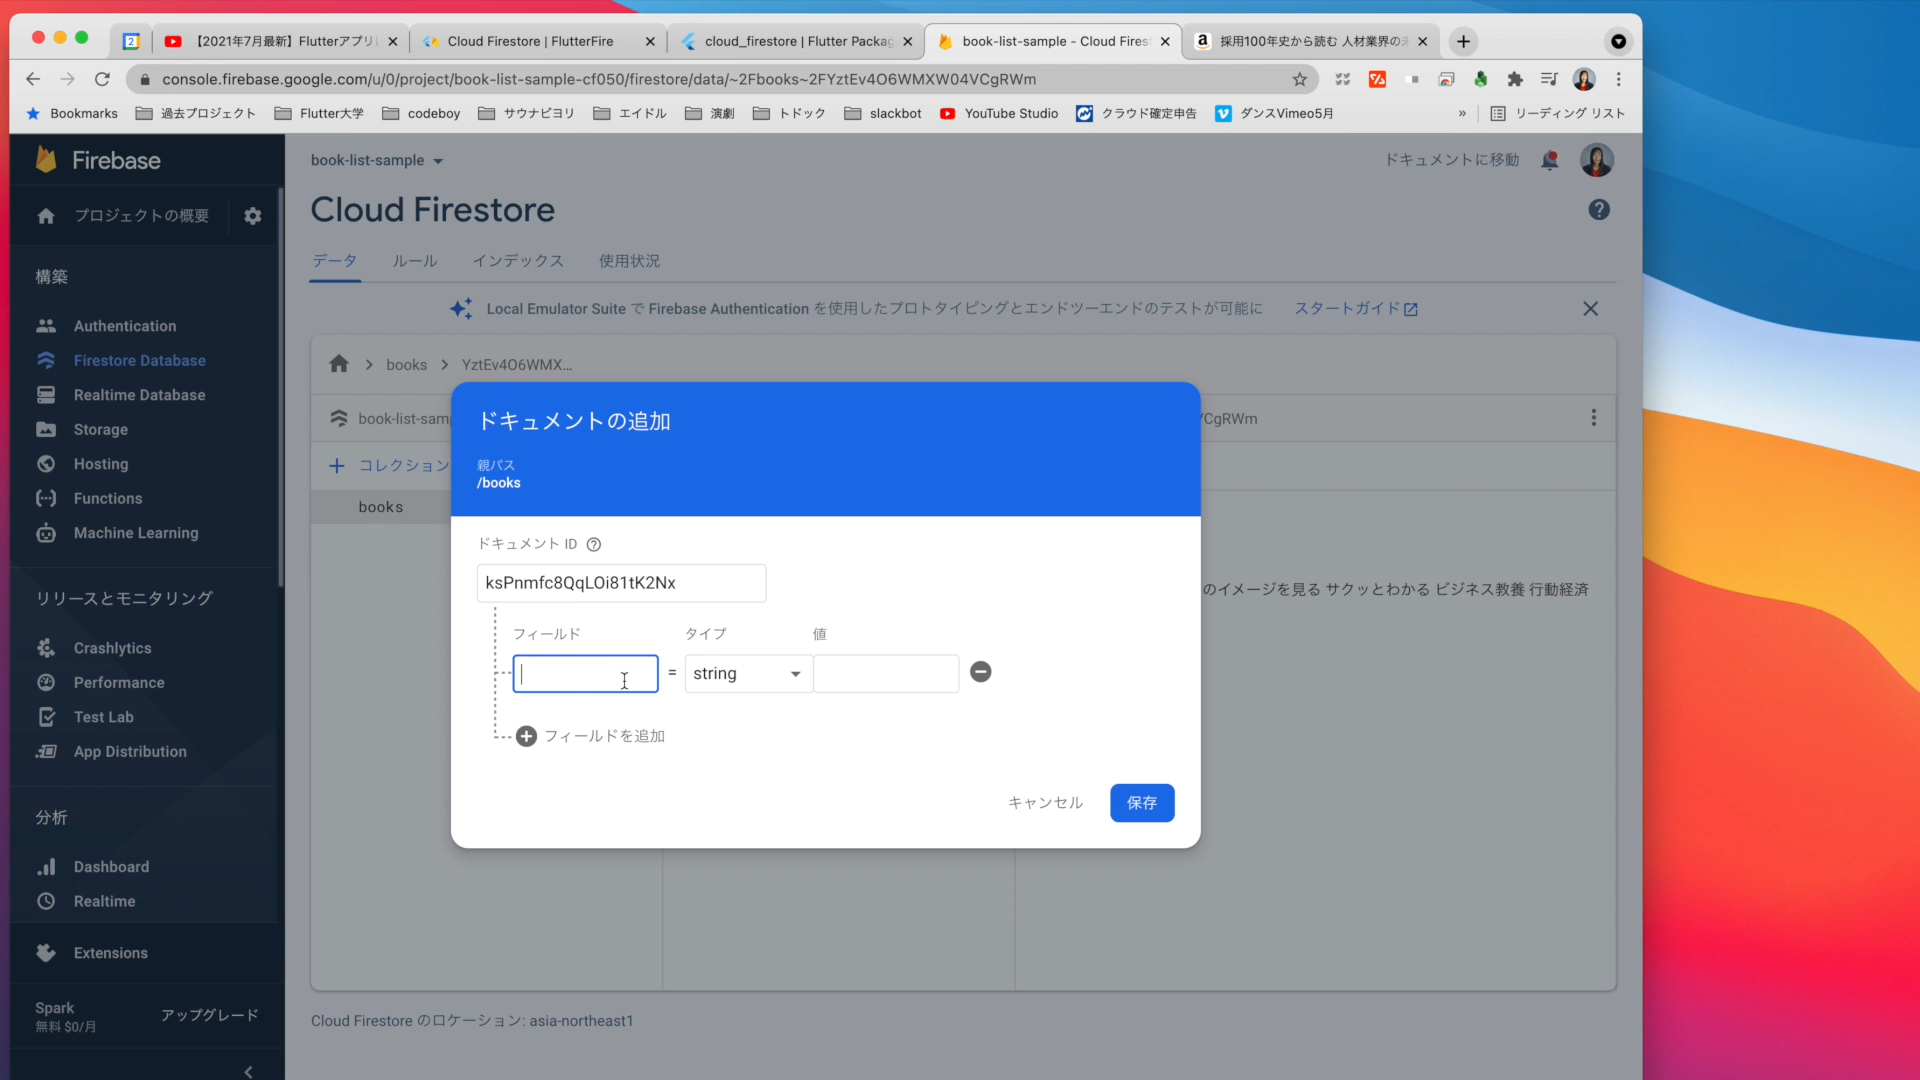 2
【2021年7月最新】Flutterアプリ
Cloud Firestore | FlutterFire
cloud_firestore | Flutter Packag
book-list-sample - Cloud Firest
採用100年史から読む 人材業界の未
console.firebase.google.com/u/0/project/book-list-sample-cf050/firestore/data/~2Fbooks~2FYztEv4O6WMXW04VCgRWm
Bookmarks
過去プロジェクト
Flutter大学
codeboy
サウナビヨリ
エイドル
演劇
トドック
slackbot
YouTube Studio
クラウド確定申告
ダンスVimeo5月
»
リーディング リスト
Firebase
book-list-sample
ドキュメントに移動
プロジェクトの概要
Cloud Firestore
データ
ルール
インデックス
使用状況
構築
Local Emulator Suite で Firebase Authentication を使用したプロトタイピングとエンドツーエンドのテストが可能に
スタートガイド
Authentication
Firestore Database
Realtime Database
Storage
Hosting
Functions
Machine Learning
books
YztEv4O6WMX...
book-list-sam
VCgRWm
コレクション
books
のイメージを見る サクッとわかる ビジネス教養 行動経済
ドキュメントの追加
親パス
/books
ドキュメント ID
ksPnmfc8QqLOi81tK2Nx
フィールド
タイプ
値
=
string
フィールドを追加
キャンセル
保存
リリースとモニタリング
Crashlytics
Performance
Test Lab
App Distribution
分析
Dashboard
Realtime
Extensions
Spark
無料 $0/月
アップグレード
Cloud Firestore のロケーション: asia-northeast1